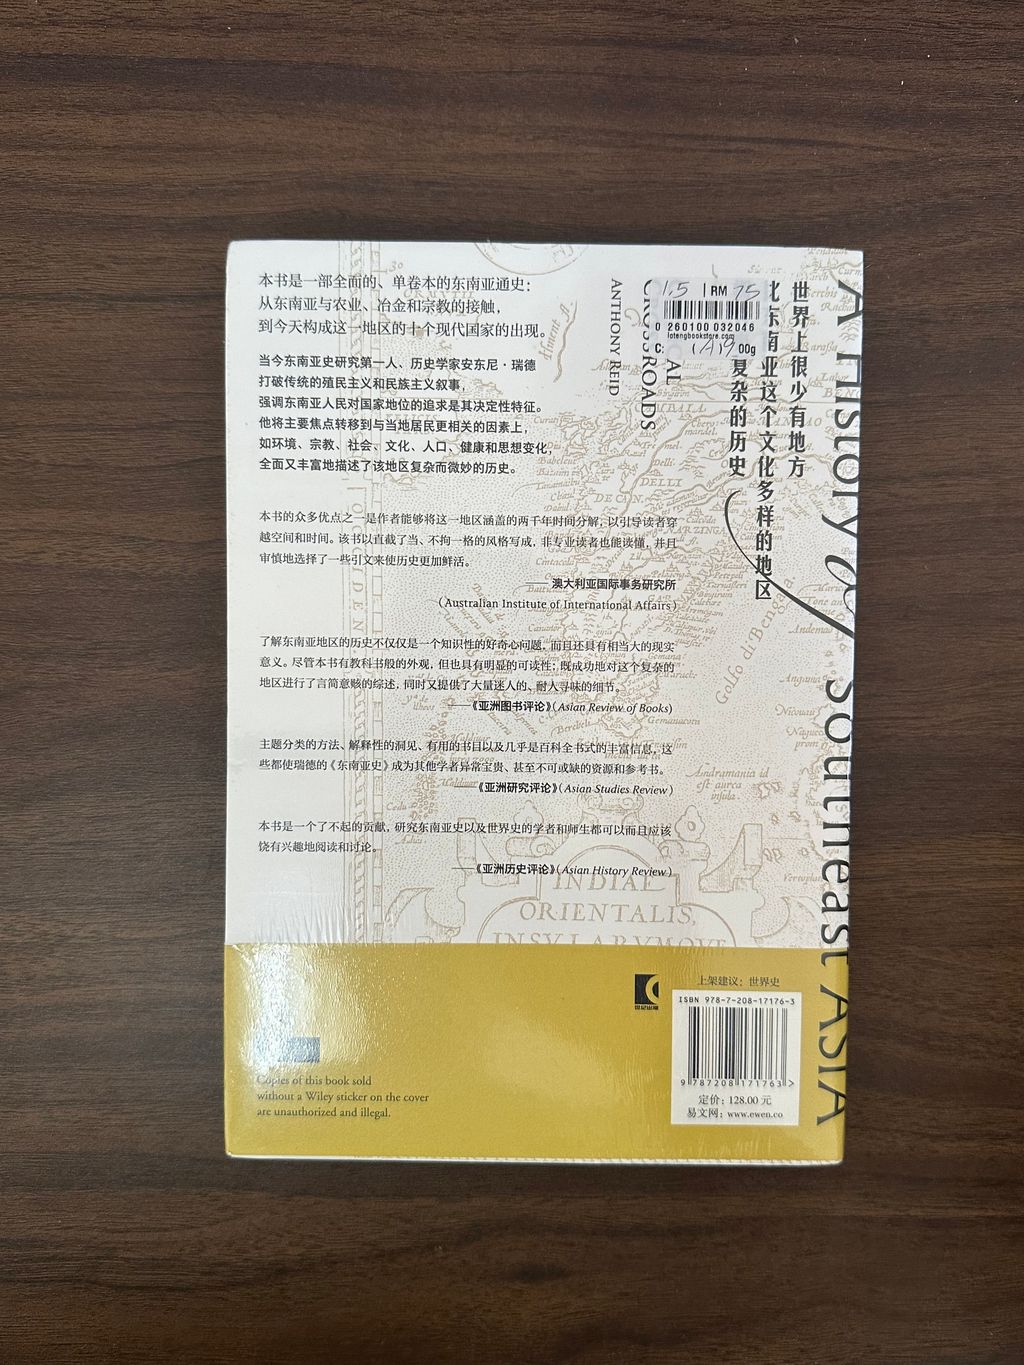 本书是一部全面的、单卷本的东南亚通史：
从东南亚与农业、冶金和宗教的接触，
到今天构成这一地区的十个现代国家的出现。
当今东南亚史研究第一人、历史学家安东尼·瑞德
打破传统的殖民主义和民族主义叙事，
强调东南亚人民对国家地位的追求是其决定性特征。
他将主要焦点转移到与当地居民更相关的因素上，
如环境、宗教、社会、文化、人口、健康和思想变化，
全面又丰富地描述了该地区复杂而微妙的历史。
本书的众多优点之一是作者能够将这一地区涵盖的两千年时间分解，以引导读者穿
越空间和时间。该书以直截了当、不拘一格的风格写成，非专业读者也能读懂，并且
审慎地选择了一些引文来使历史更加鲜活。
——澳大利亚国际事务研究所
（Australian Institute of International Affairs）
了解东南亚地区的历史不仅仅是一个知识性的好奇心问题，而且还具有相当大的现实
意义。尽管本书有教科书般的外观，但也具有明显的可读性；既成功地对这个复杂的
地区进行了言简意赅的综述，同时又提供了大量迷人的、耐人寻味的细节。
——《亚洲图书评论》（Asian Review of Books）
主题分类的方法、解释性的洞见、有用的书目以及几乎是百科全书式的丰富信息，这
些都使瑞德的《东南亚史》成为其他学者异常宝贵、甚至不可或缺的资源和参考书。
——《亚洲研究评论》（Asian Studies Review）
本书是一个了不起的贡献，研究东南亚史以及世界史的学者和师生都可以而且应该
饶有兴趣地阅读和讨论。
——《亚洲历史评论》（Asian History Review）
世界上很少有地方
比东南亚这个文化多样的地区
复杂的历史
A History of Southeast ASIA
AL
CROSSROADS
ANTHONY REID
15 RM 75
0 260100 032046
lotengbookstore.com
00g
DELLI
DECAN
Golfo di Bengala
Andramania id
est aurea
insula.
INDIAE
ORIENTALIS,
上架建议：世界史
ISBN 978-7-208-17176-3
9 787208 171763 >
定价：128.00 元
易文网：www.ewen.co
世纪出版
Copies of this book sold
without a Wiley sticker on the cover
are unauthorized and illegal.